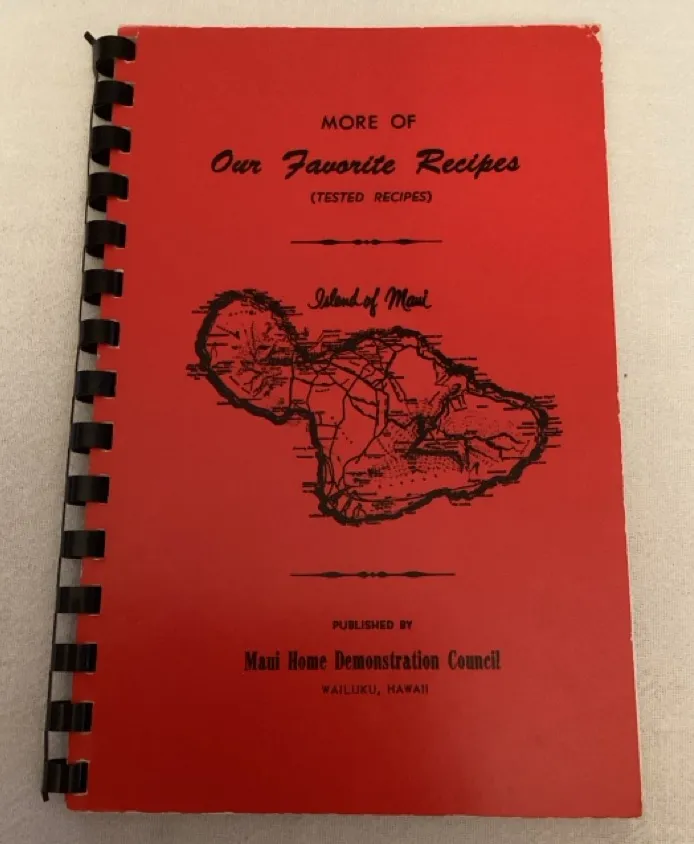 MORE OF
Our Favorite Recipes
(TESTED RECIPES)
Island of Maui
PUBLISHED BY
Maui Home Demonstration Council
WAILUKU, HAWAII